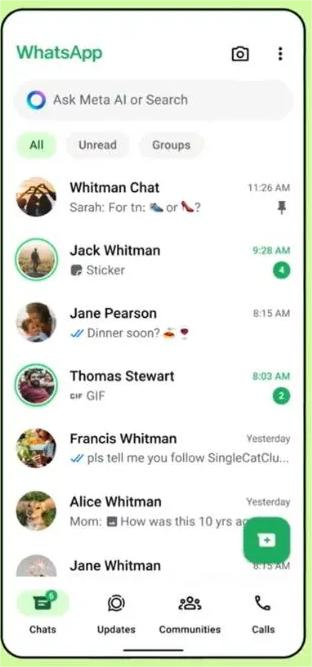 WhatsApp
Ask Meta AI or Search
All Unread Groups
Whitman Chat 11:26 AM
Sarah: For tn: 👟 or 👠?
Jack Whitman 9:28 AM
Sticker 4
Jane Pearson 8:15 AM
Dinner soon? 🍝🍷
Thomas Stewart 8:03 AM
GIF GIF 2
Francis Whitman Yesterday
pls tell me you follow SingleCatClu...
Alice Whitman Yesterday
Mom: How was this 10 yrs ag
Jane Whitman 8:15 AM
6
Chats Updates Communities Calls